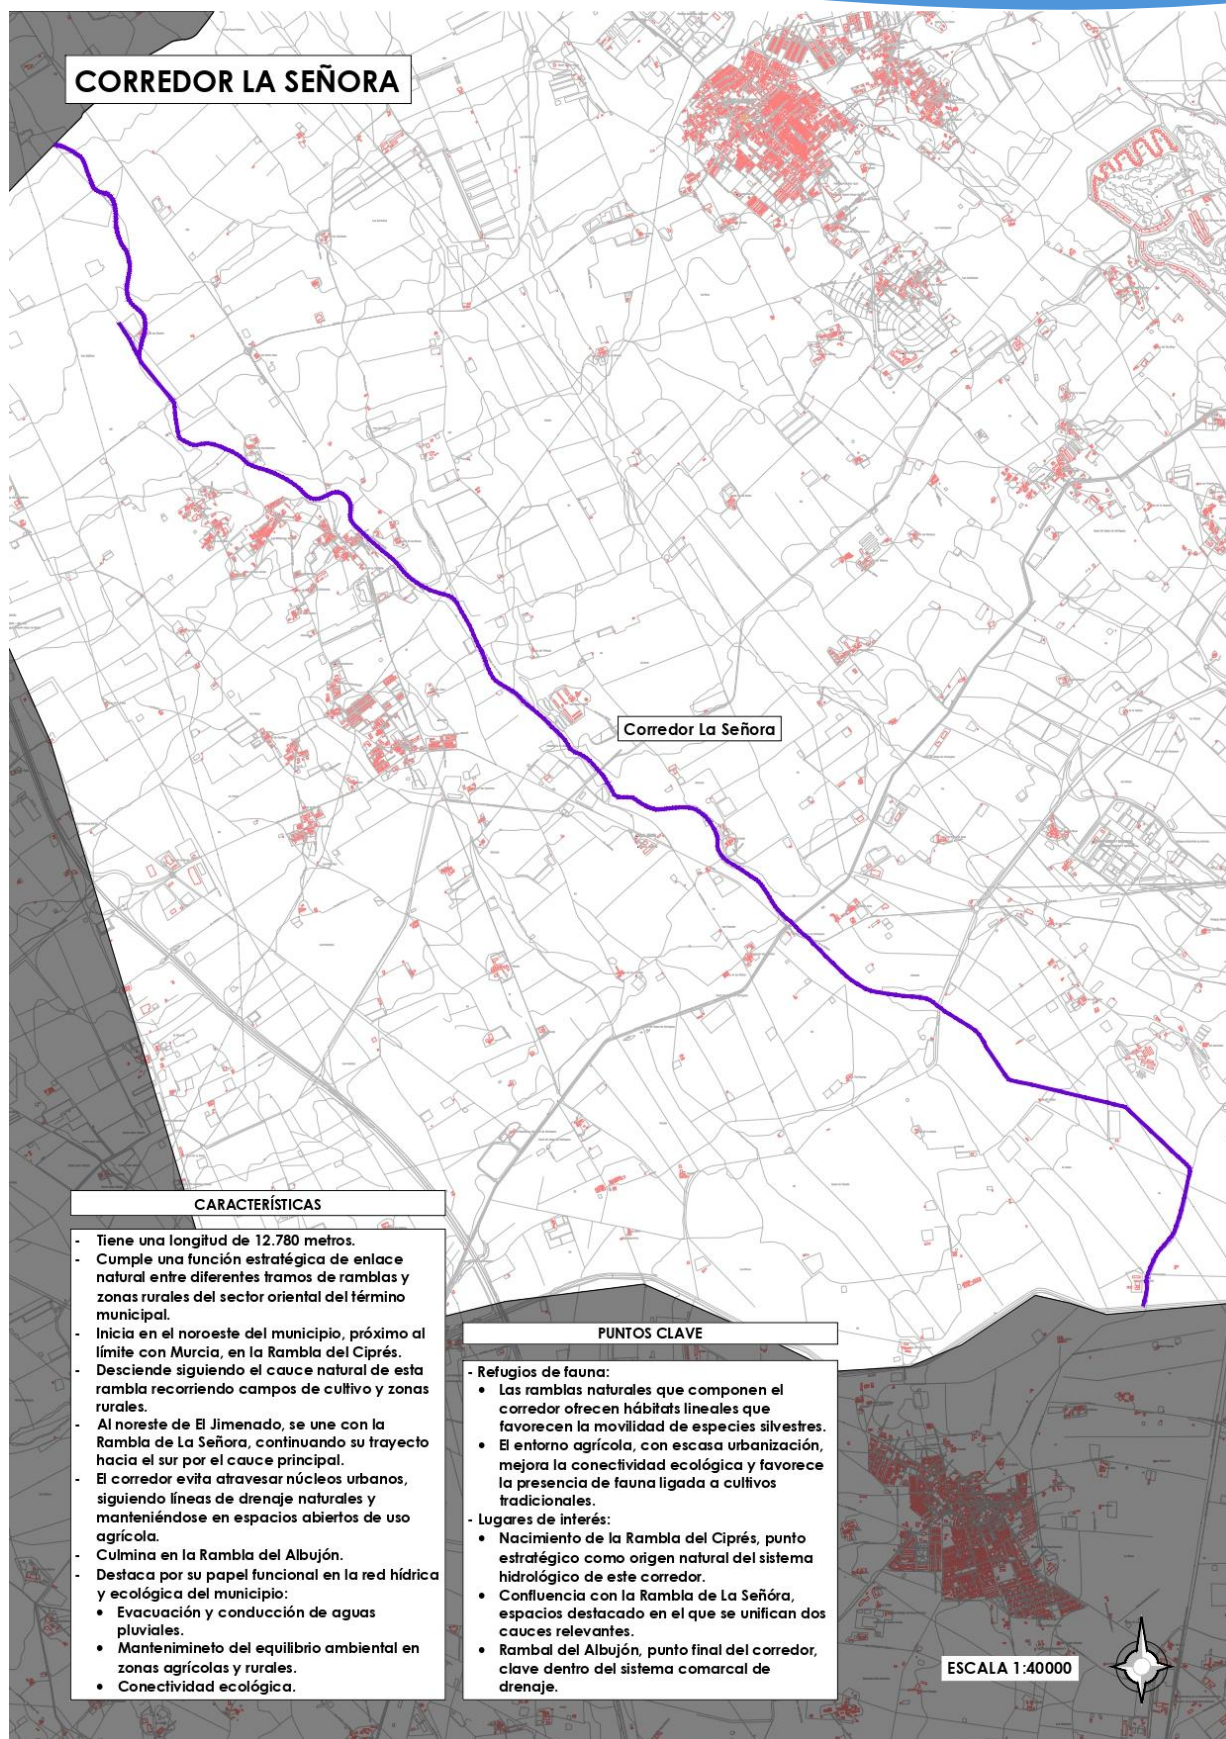 CORREDOR LA SEÑORA
Corredor La Señora
CARACTERÍSTICAS
- Tiene una longitud de 12.780 metros.
- Cumple una función estratégica de enlace
natural entre diferentes tramos de ramblas y
zonas rurales del sector oriental del término
municipal.
- Inicia en el noroeste del municipio, próximo al
límite con Murcia, en la Rambla del Ciprés.
- Desciende siguiendo el cauce natural de esta
rambla recorriendo campos de cultivo y zonas
rurales.
- Al noreste de El Jimenado, se une con la
Rambla de La Señora, continuando su trayecto
hacia el sur por el cauce principal.
- El corredor evita atravesar núcleos urbanos,
siguiendo líneas de drenaje naturales y
manteniéndose en espacios abiertos de uso
agrícola.
- Culmina en la Rambla del Albujón.
- Destaca por su papel funcional en la red hídrica
y ecológica del municipio:
• Evacuación y conducción de aguas
pluviales.
• Mantenimineto del equilibrio ambiental en
zonas agrícolas y rurales.
• Conectividad ecológica.
PUNTOS CLAVE
- Refugios de fauna:
• Las ramblas naturales que componen el
corredor ofrecen hábitats lineales que
favorecen la movilidad de especies silvestres.
• El entorno agrícola, con escasa urbanización,
mejora la conectividad ecológica y favorece
la presencia de fauna ligada a cultivos
tradicionales.
- Lugares de interés:
• Nacimiento de la Rambla del Ciprés, punto
estratégico como origen natural del sistema
hidrológico de este corredor.
• Confluencia con la Rambla de La Señóra,
espacios destacado en el que se unifican dos
cauces relevantes.
• Rambal del Albujón, punto final del corredor,
clave dentro del sistema comarcal de
drenaje.
ESCALA 1:40000